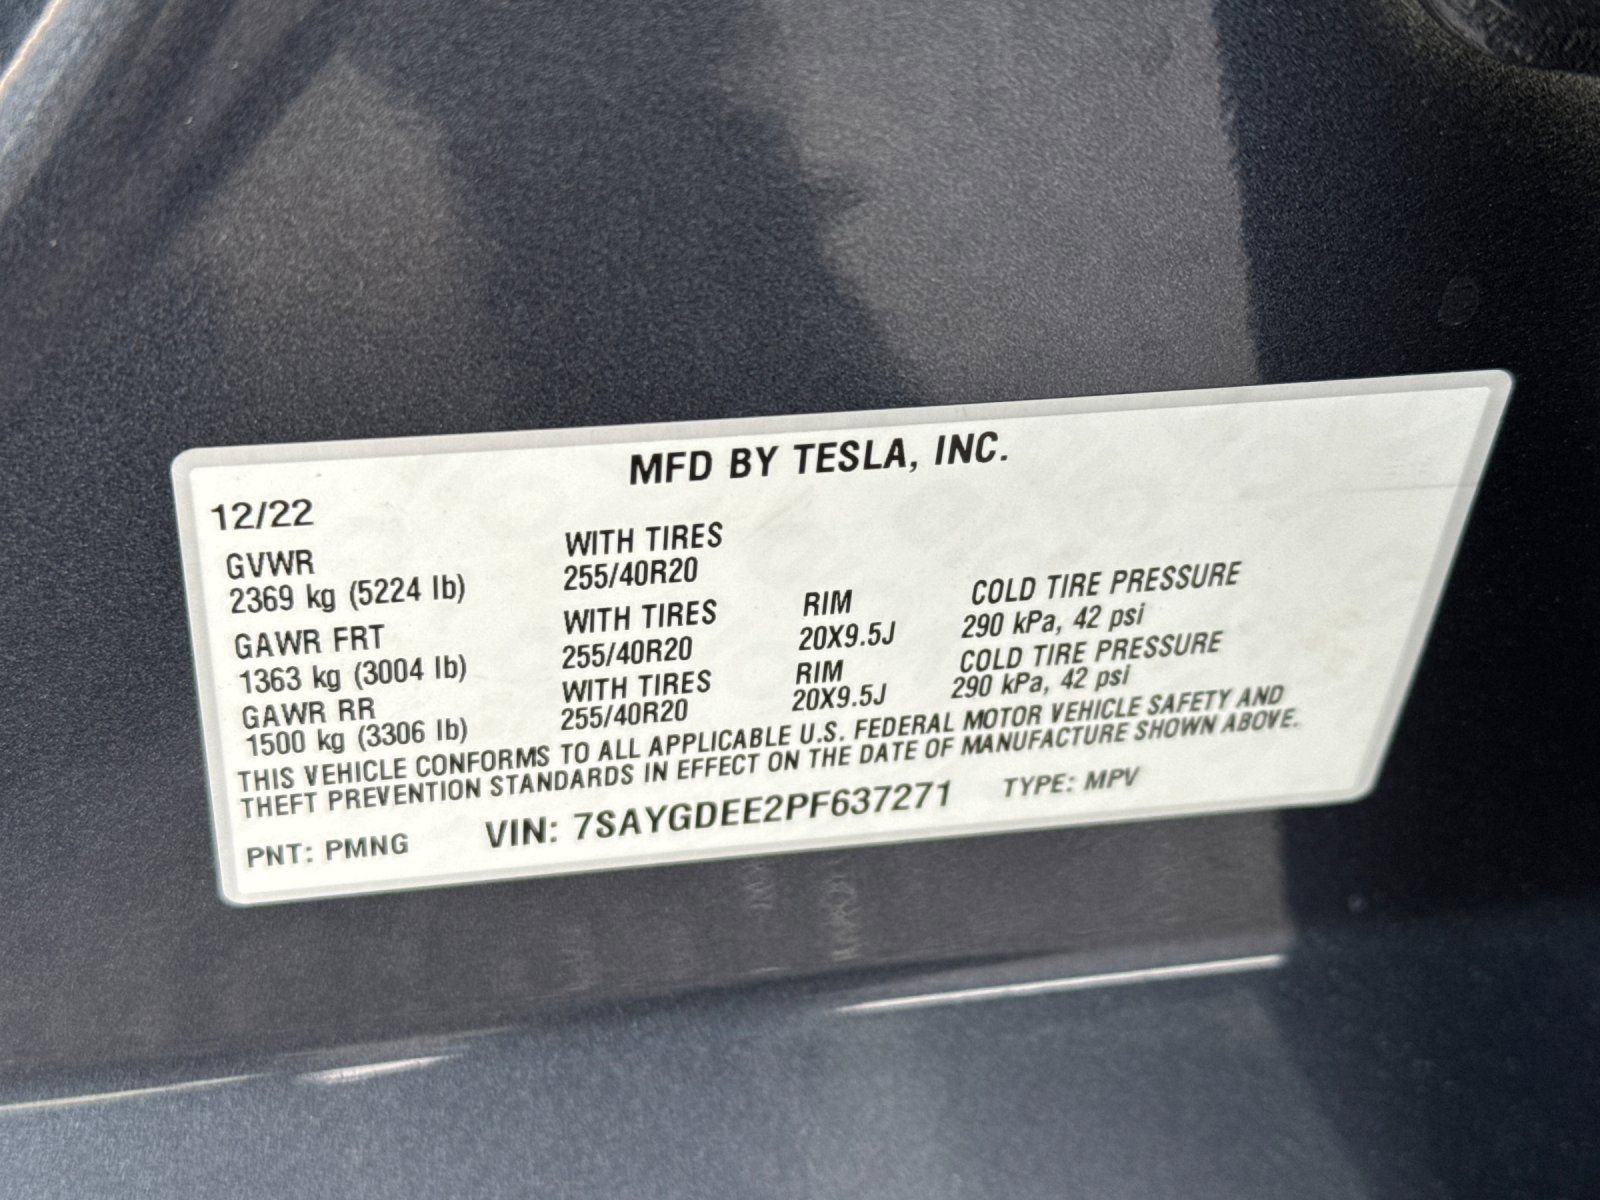 MFD BY TESLA, INC.
12/22
GVWR WITH TIRES
2369 kg (5224 lb) 255/40R20
GAWR FRT WITH TIRES RIM COLD TIRE PRESSURE
1363 kg (3004 lb) 255/40R20 20X9.5J 290 kPa, 42 psi
GAWR RR WITH TIRES RIM COLD TIRE PRESSURE
1500 kg (3306 lb) 255/40R20 20X9.5J 290 kPa, 42 psi
THIS VEHICLE CONFORMS TO ALL APPLICABLE U.S. FEDERAL MOTOR VEHICLE SAFETY AND
THEFT PREVENTION STANDARDS IN EFFECT ON THE DATE OF MANUFACTURE SHOWN ABOVE.
PNT: PMNG VIN: 7SAYGDEE2PF637271 TYPE: MPV